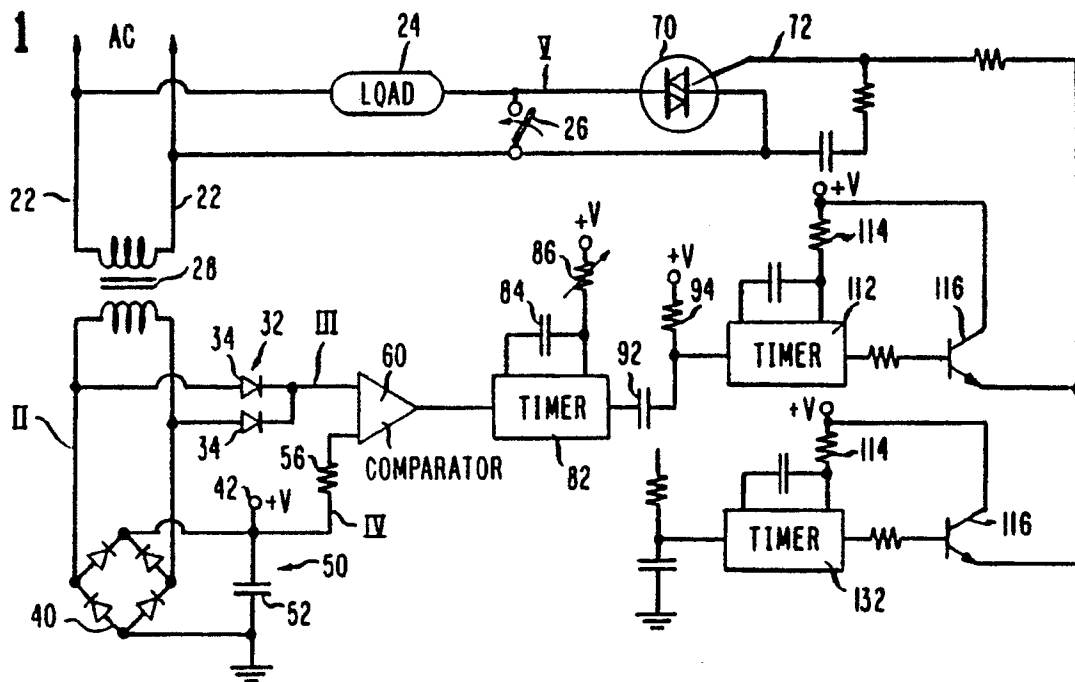 1
AC
24
LOAD
V
26
70
72
22
22
28
+V
114
112
TIMER
116
+V
86
84
+V
94
92
TIMER
82
32
34
III
60
34
COMPARATOR
56
II
42
+V
IV
50
52
40
+V
114
TIMER
132
116